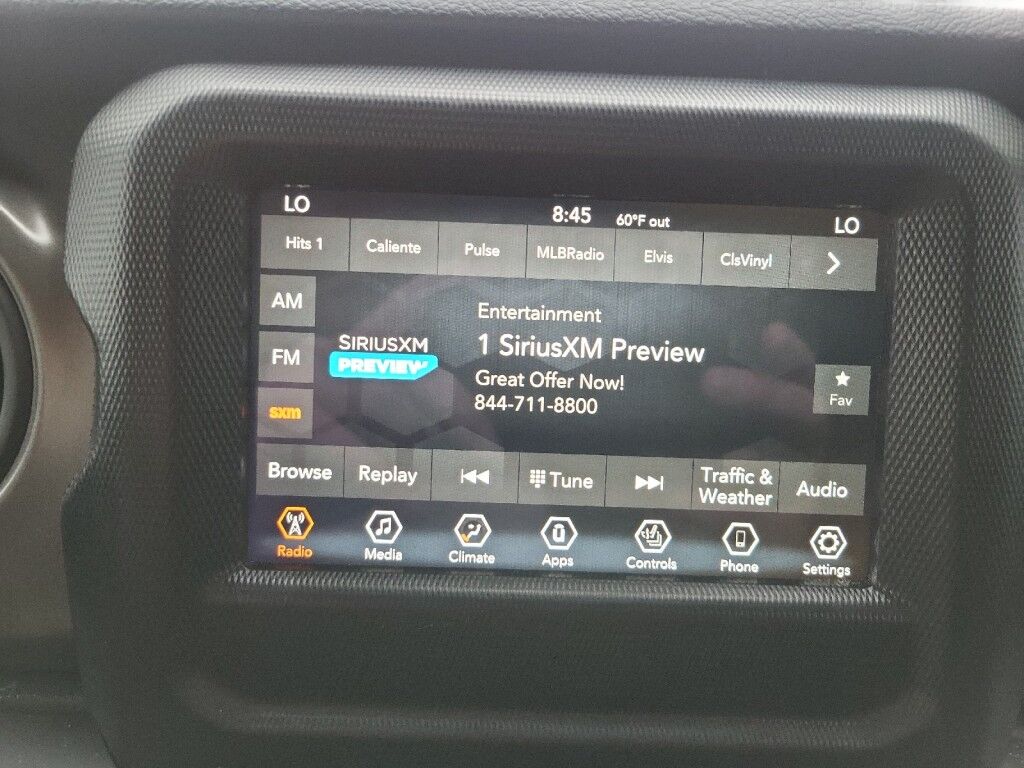 LO 8:45 60°F out LO
Hits 1 Caliente Pulse MLBRadio Elvis ClsVinyl
AM
FM
sxm
SIRIUSXM
PREVIEW
Entertainment
1 SiriusXM Preview
Great Offer Now!
844-711-8800
Fav
Browse Replay Tune Traffic & Weather Audio
Radio Media Climate Apps Controls Phone Settings